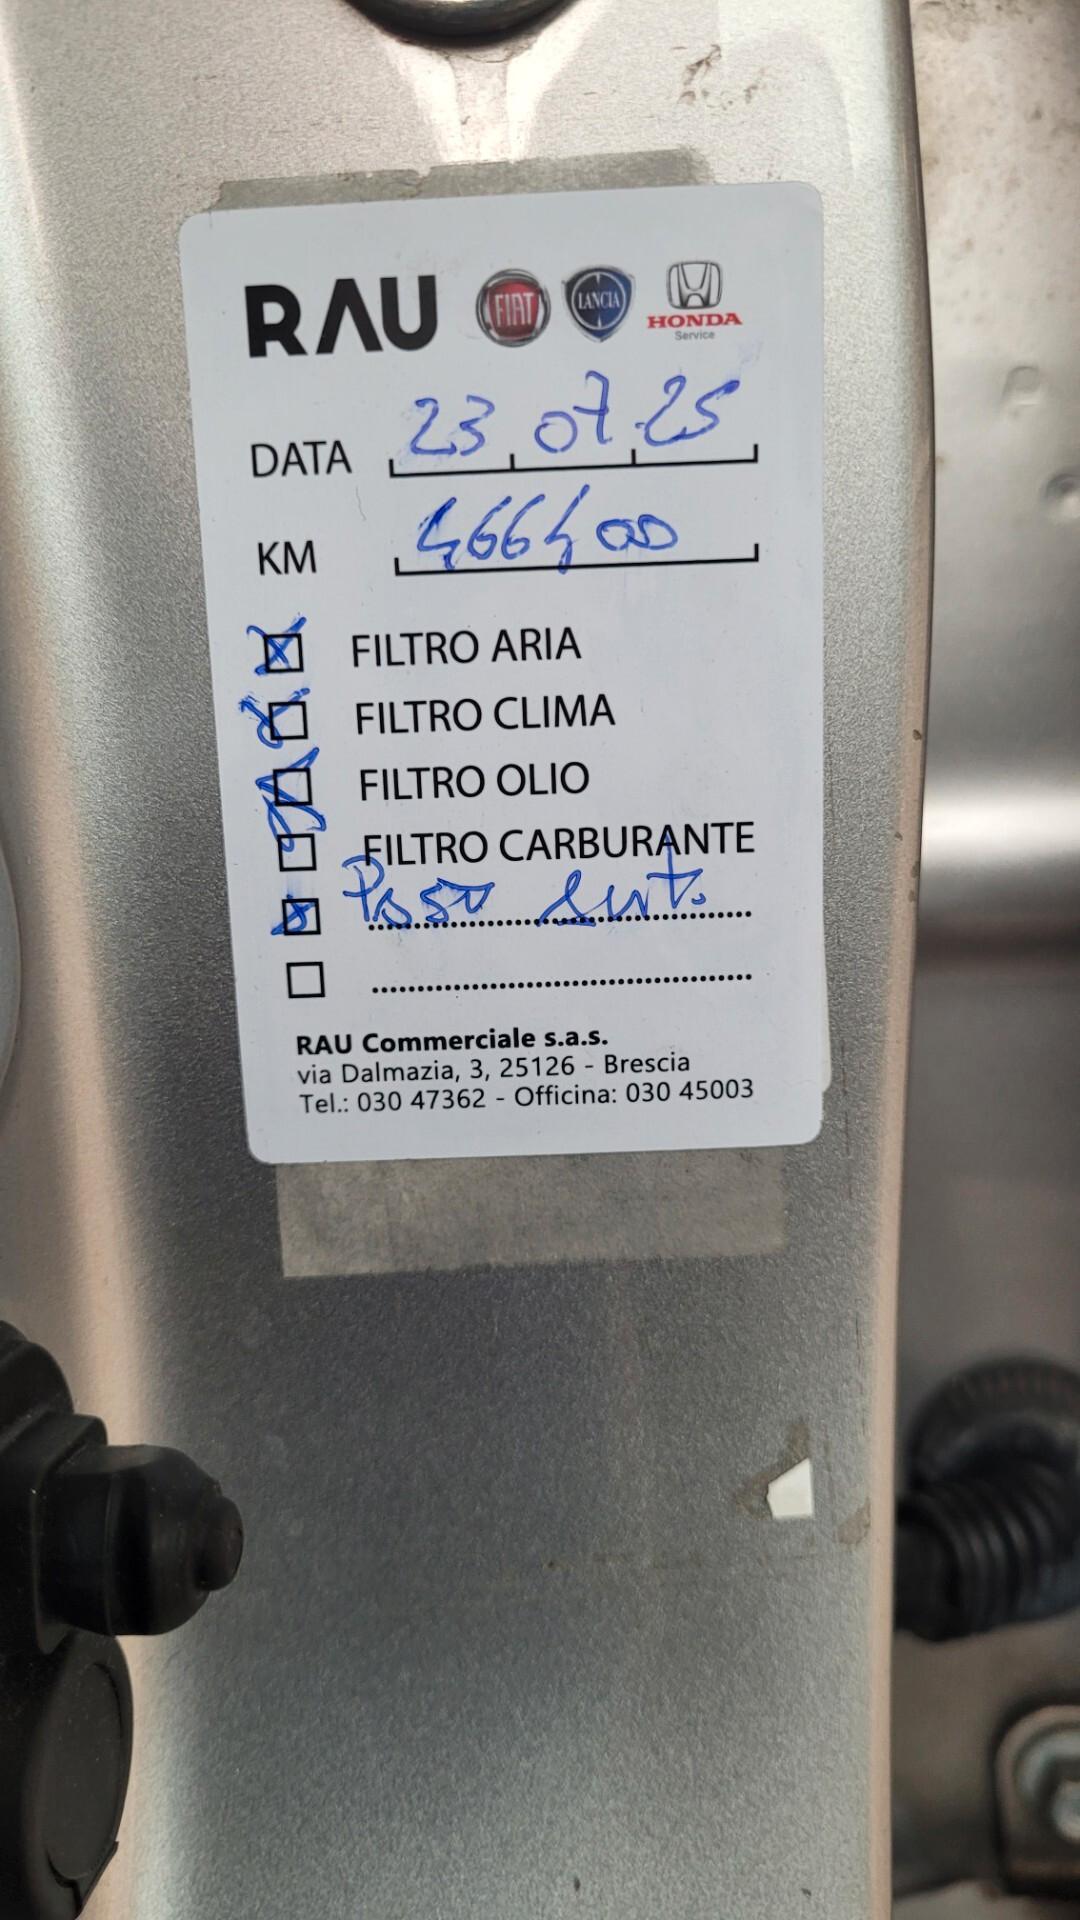 RAU FIAT LANCIA HONDA
Service
DATA 23 07 25
KM 466400
FILTRO ARIA
FILTRO CLIMA
FILTRO OLIO
FILTRO CARBURANTE
RAU Commerciale s.a.s.
via Dalmazia, 3, 25126 - Brescia
Tel.: 030 47362 - Officina: 030 45003